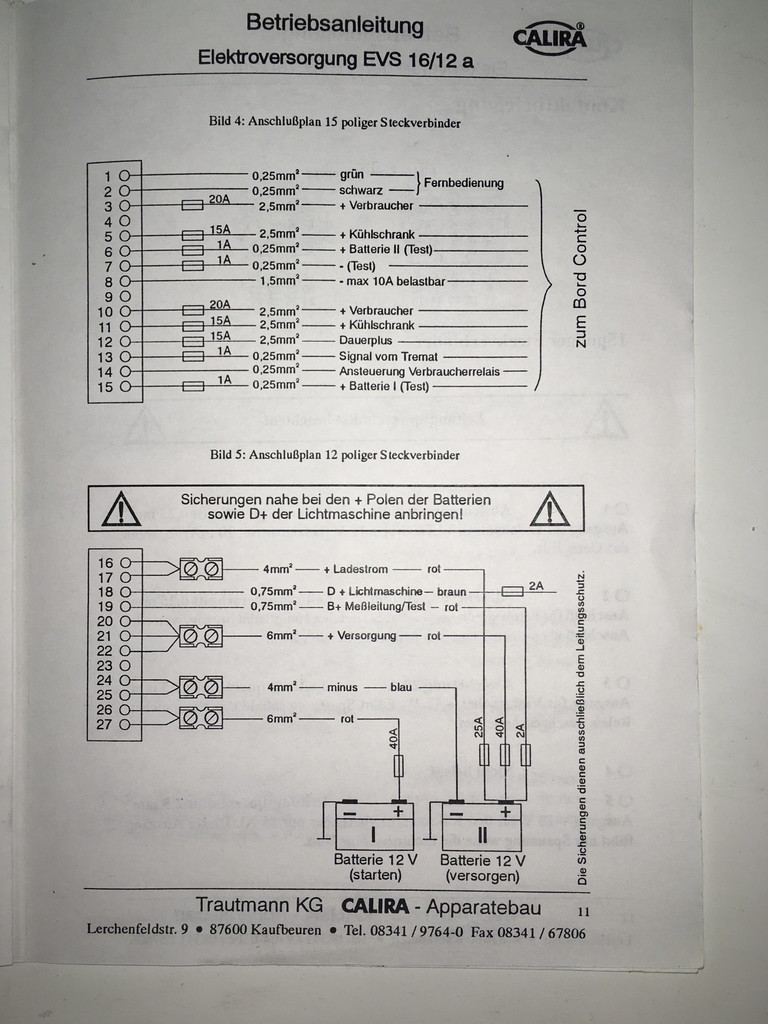 Betriebsanleitung
Elektroversorgung EVS 16/12 a
CALIRA®
Bild 4: Anschlußplan 15 poliger Steckverbinder
1 0,25mm² grün
2 0,25mm² schwarz
Fernbedienung
3 20A 2,5mm² + Verbraucher
4
5 15A 2,5mm² + Kühlschrank
6 1A 0,25mm² + Batterie II (Test)
7 1A 0,25mm² - (Test)
8 1,5mm² - max 10A belastbar
9
10 20A 2,5mm² + Verbraucher
11 15A 2,5mm² + Kühlschrank
12 15A 2,5mm² Dauerplus
13 1A 0,25mm² Signal vom Tremat
14 0,25mm² Ansteuerung Verbraucherrelais
15 1A 0,25mm² + Batterie I (Test)
zum Bord Control
Bild 5: Anschlußplan 12 poliger Steckverbinder
Sicherungen nahe bei den + Polen der Batterien
sowie D+ der Lichtmaschine anbringen!
16
4mm² + Ladestrom rot
17
18 0,75mm² D + Lichtmaschine braun 2A
19 0,75mm² B+ Meßleitung/Test rot
20
21 6mm² + Versorgung rot
22
23
24
4mm² minus blau
25
26
6mm² rot
27
40A 25A 40A 2A
– + – +
I II
Batterie 12 V Batterie 12 V
(starten) (versorgen)
Die Sicherungen dienen ausschließlich dem Leitungsschutz.
Trautmann KG CALIRA - Apparatebau 11
Lerchenfeldstr. 9 • 87600 Kaufbeuren • Tel. 08341 / 9764-0 Fax 08341 / 67806